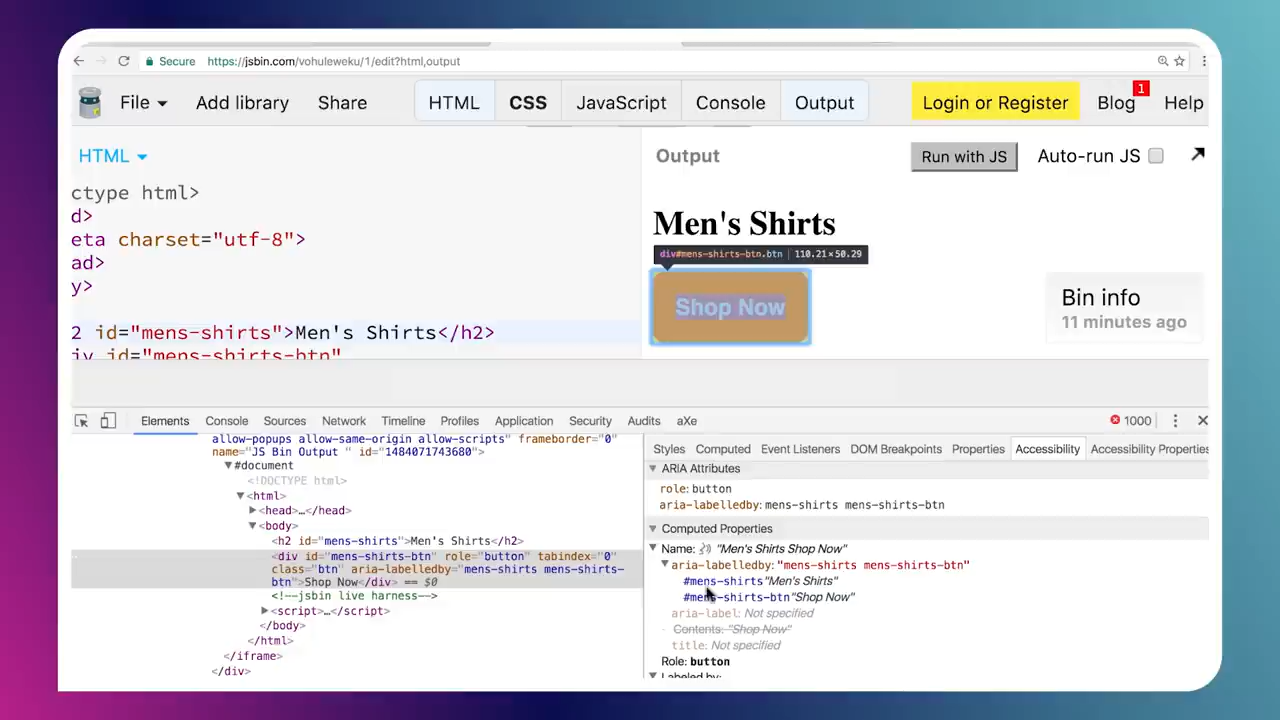 Secure https://jsbin.com/vohuleweku/1/edit?html,output
File Add library Share HTML CSS JavaScript Console Output Login or Register Blog 1 Help
HTML
Output Run with JS Auto-run JS
ctype html>
d>
eta charset="utf-8">
ad>
y>
2 id="mens-shirts">Men's Shirts</h2>
iv id="mens-shirts-btn"
Men's Shirts
div#mens-shirts-btn.btn 110.21×50.29
Shop Now
Bin info
11 minutes ago
Elements Console Sources Network Timeline Profiles Application Security Audits aXe 1000
allow-popups allow-same-origin allow-scripts" frameborder="0"
name="JS Bin Output " id="1484071743680">
#document
<!DOCTYPE html>
<html>
<head>…</head>
<body>
<h2 id="mens-shirts">Men's Shirts</h2>
<div id="mens-shirts-btn" role="button" tabindex="0"
class="btn" aria-labelledby="mens-shirts mens-shirts-
btn">Shop Now</div> == $0
<!--jsbin live harness-->
<script>…</script>
</body>
</html>
</iframe>
</div>
Styles Computed Event Listeners DOM Breakpoints Properties Accessibility Accessibility Properties
ARIA Attributes
role: button
aria-labelledby: mens-shirts mens-shirts-btn
Computed Properties
Name: "Men's Shirts Shop Now"
aria-labelledby: "mens-shirts mens-shirts-btn"
#mens-shirts "Men's Shirts"
#mens-shirts-btn "Shop Now"
aria-label: Not specified
Contents: "Shop Now"
title: Not specified
Role: button
Labeled by: